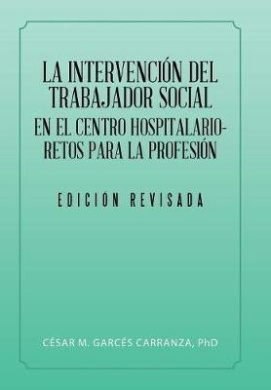 LA INTERVENCIÓN DEL
TRABAJADOR SOCIAL
EN EL CENTRO HOSPITALARIO-
RETOS PARA LA PROFESIÓN
EDICIÓN REVISADA
CÉSAR M. GARCÉS CARRANZA, PhD